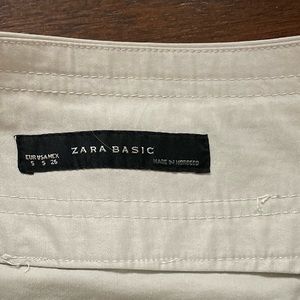 ZARA BASIC
EUR USA MEX
S S 26
MADE IN MOROCCO